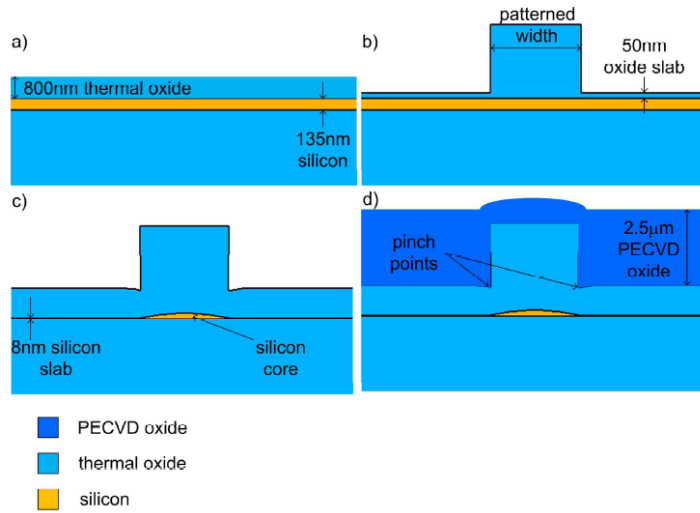 a)
800nm thermal oxide
135nm
silicon
b)
patterned
width
50nm
oxide slab
c)
8nm silicon
slab
silicon
core
d)
pinch
points
2.5μm
PECVD
oxide
PECVD oxide
thermal oxide
silicon